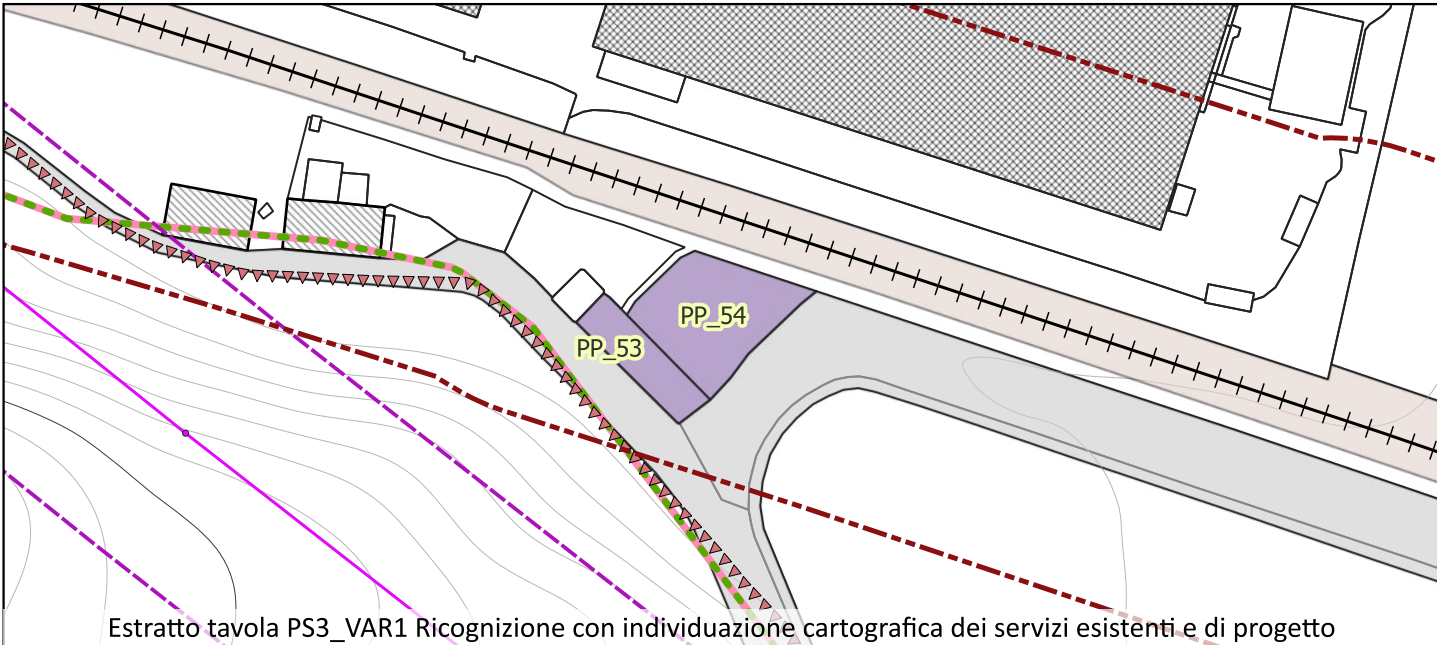 PP_54
PP_53
Estratto tavola PS3_VAR1 Ricognizione con individuazione cartografica dei servizi esistenti e di progetto